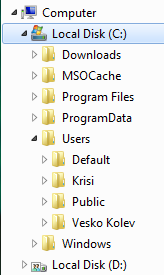 Computer
Local Disk (C:)
Downloads
MSOCache
Program Files
ProgramData
Users
Default
Krisi
Public
Vesko Kolev
Windows
Local Disk (D:)